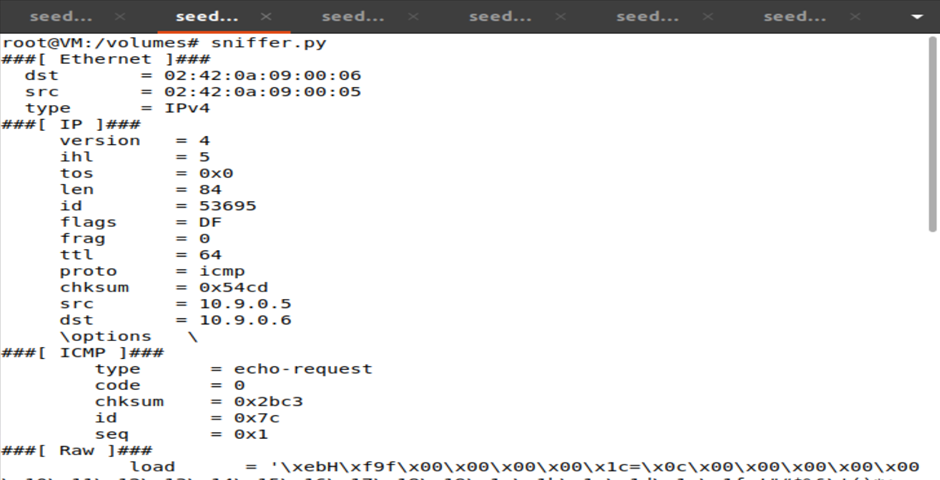 seed... × seed... × seed... × seed... × seed... × seed... ×
root@VM:/volumes# sniffer.py
###[ Ethernet ]###
  dst       = 02:42:0a:09:00:06
  src       = 02:42:0a:09:00:05
  type      = IPv4
###[ IP ]###
     version   = 4
     ihl       = 5
     tos       = 0x0
     len       = 84
     id        = 53695
     flags     = DF
     frag      = 0
     ttl       = 64
     proto     = icmp
     chksum    = 0x54cd
     src       = 10.9.0.5
     dst       = 10.9.0.6
     \options   \
###[ ICMP ]###
        type      = echo-request
        code      = 0
        chksum    = 0x2bc3
        id        = 0x7c
        seq       = 0x1
###[ Raw ]###
           load      = '\xebH\xf9f\x00\x00\x00\x00\x1c=\x0c\x00\x00\x00\x00\x00